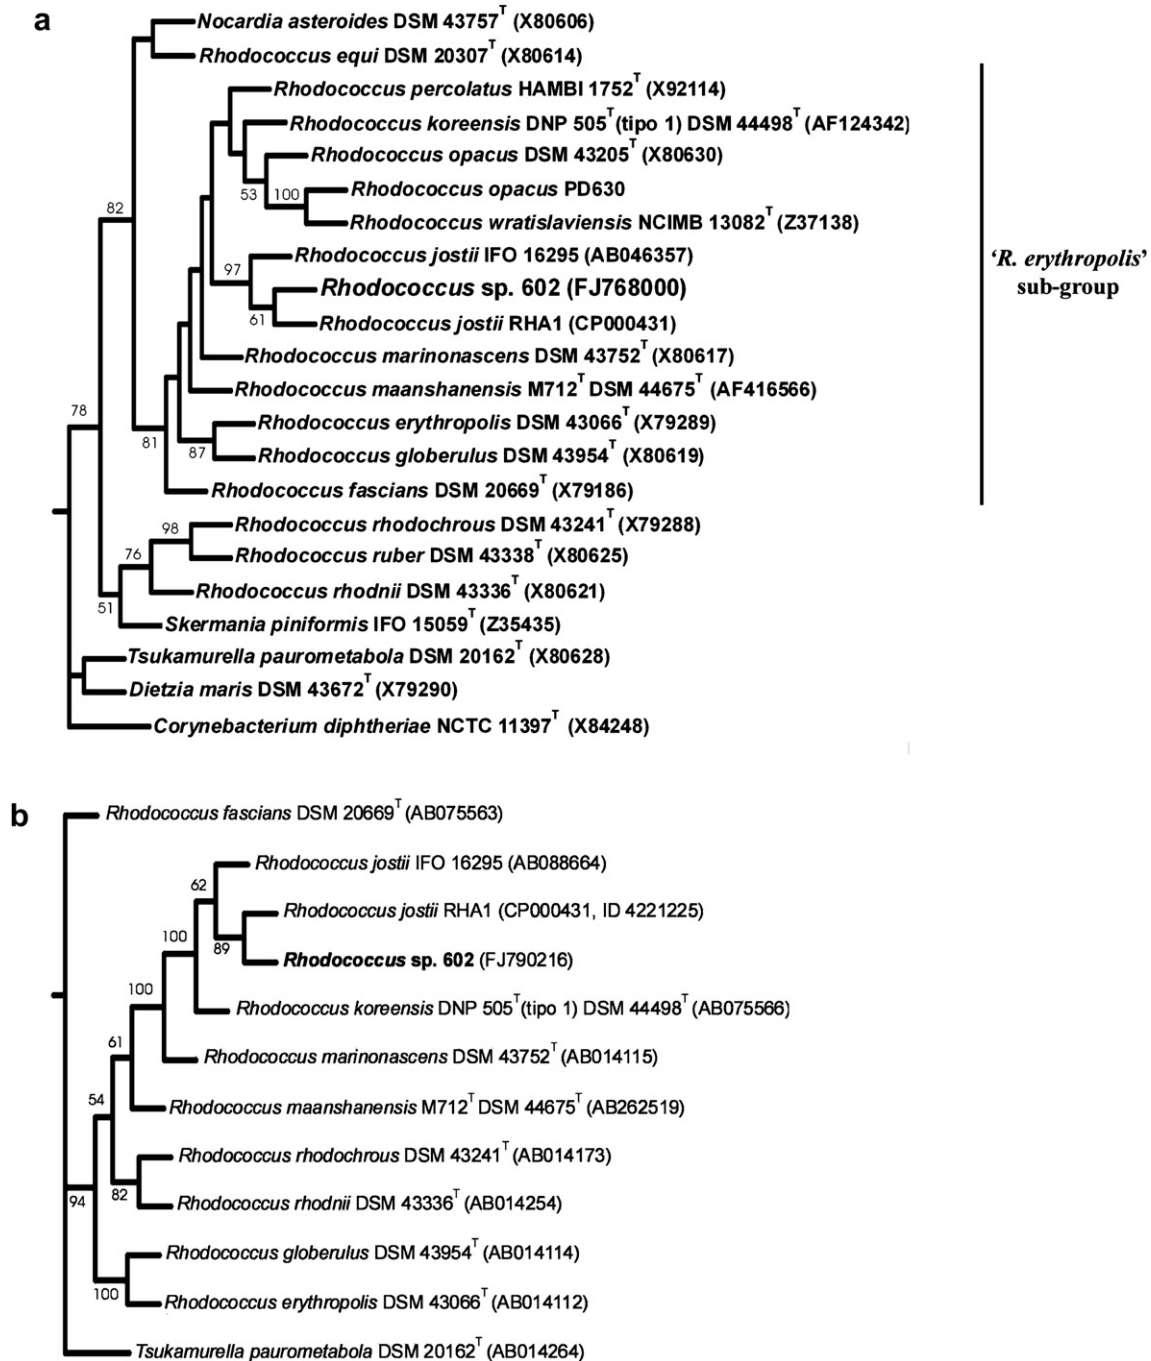 a
Nocardia asteroides DSM 43757T (X80606)
Rhodococcus equi DSM 20307T (X80614)
Rhodococcus percolatus HAMBI 1752T (X92114)
Rhodococcus koreensis DNP 505T(tipo 1) DSM 44498T (AF124342)
Rhodococcus opacus DSM 43205T (X80630)
53
100
Rhodococcus opacus PD630
82
Rhodococcus wratislaviensis NCIMB 13082T (Z37138)
Rhodococcus jostii IFO 16295 (AB046357)
97
Rhodococcus sp. 602 (FJ768000)
61
Rhodococcus jostii RHA1 (CP000431)
'R. erythropolis'
sub-group
Rhodococcus marinonascens DSM 43752T (X80617)
Rhodococcus maanshanensis M712T DSM 44675T (AF416566)
78
Rhodococcus erythropolis DSM 43066T (X79289)
81
87
Rhodococcus globerulus DSM 43954T (X80619)
Rhodococcus fascians DSM 20669T (X79186)
Rhodococcus rhodochrous DSM 43241T (X79288)
98
Rhodococcus ruber DSM 43338T (X80625)
76
Rhodococcus rhodnii DSM 43336T (X80621)
51
Skermania piniformis IFO 15059T (Z35435)
Tsukamurella paurometabola DSM 20162T (X80628)
Dietzia maris DSM 43672T (X79290)
Corynebacterium diphtheriae NCTC 11397T (X84248)
b
Rhodococcus fascians DSM 20669T (AB075563)
Rhodococcus jostii IFO 16295 (AB088664)
62
Rhodococcus jostii RHA1 (CP000431, ID 4221225)
100
89
Rhodococcus sp. 602 (FJ790216)
100
Rhodococcus koreensis DNP 505T(tipo 1) DSM 44498T (AB075566)
61
Rhodococcus marinonascens DSM 43752T (AB014115)
54
Rhodococcus maanshanensis M712T DSM 44675T (AB262519)
Rhodococcus rhodochrous DSM 43241T (AB014173)
94
82
Rhodococcus rhodnii DSM 43336T (AB014254)
Rhodococcus globerulus DSM 43954T (AB014114)
100
Rhodococcus erythropolis DSM 43066T (AB014112)
Tsukamurella paurometabola DSM 20162T (AB014264)